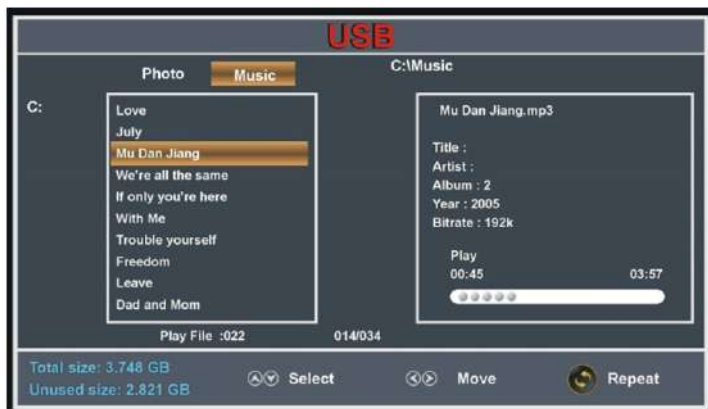 USB
Photo Music C:\Music
C:
Love
July
Mu Dan Jiang
We're all the same
If only you're here
With Me
Trouble yourself
Freedom
Leave
Dad and Mom
Mu Dan Jiang.mp3
Title :
Artist :
Album : 2
Year : 2005
Bitrate : 192k
Play
00:45 03:57
Play File :022 014/034
Total size: 3.748 GB
Unused size: 2.821 GB
Select Move Repeat